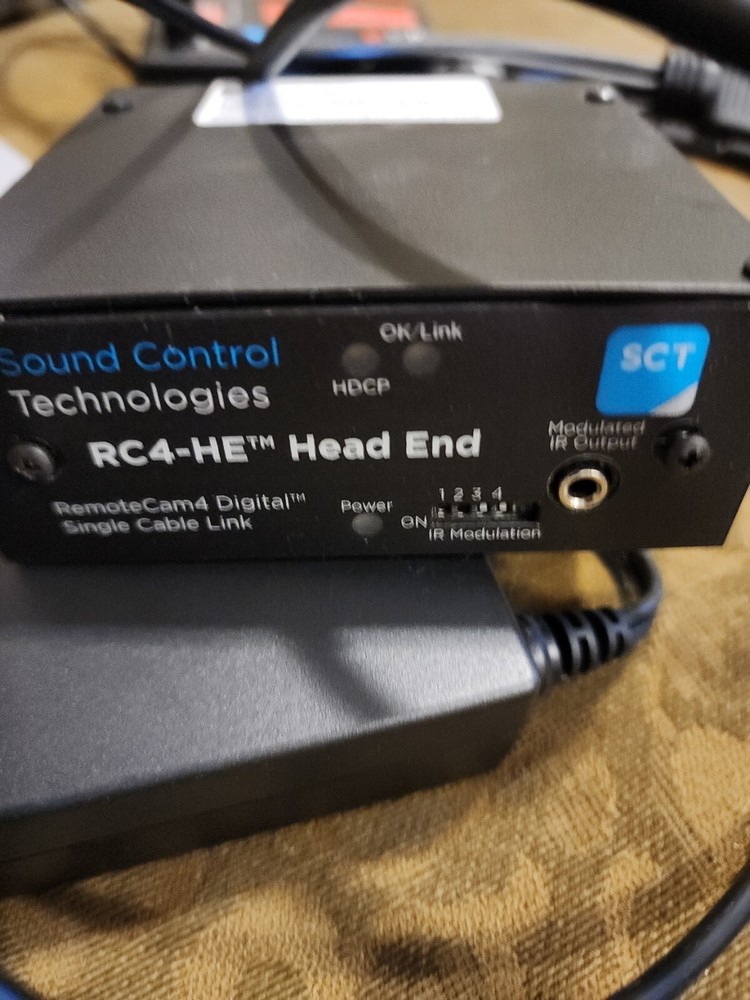 Sound Control
Technologies
OK/Link
HDCP
SCT
RC4-HE™ Head End
Modulated
IR Output
RemoteCam4 Digital™
Single Cable Link
Power
1 2 3 4
ON
IR Modulation